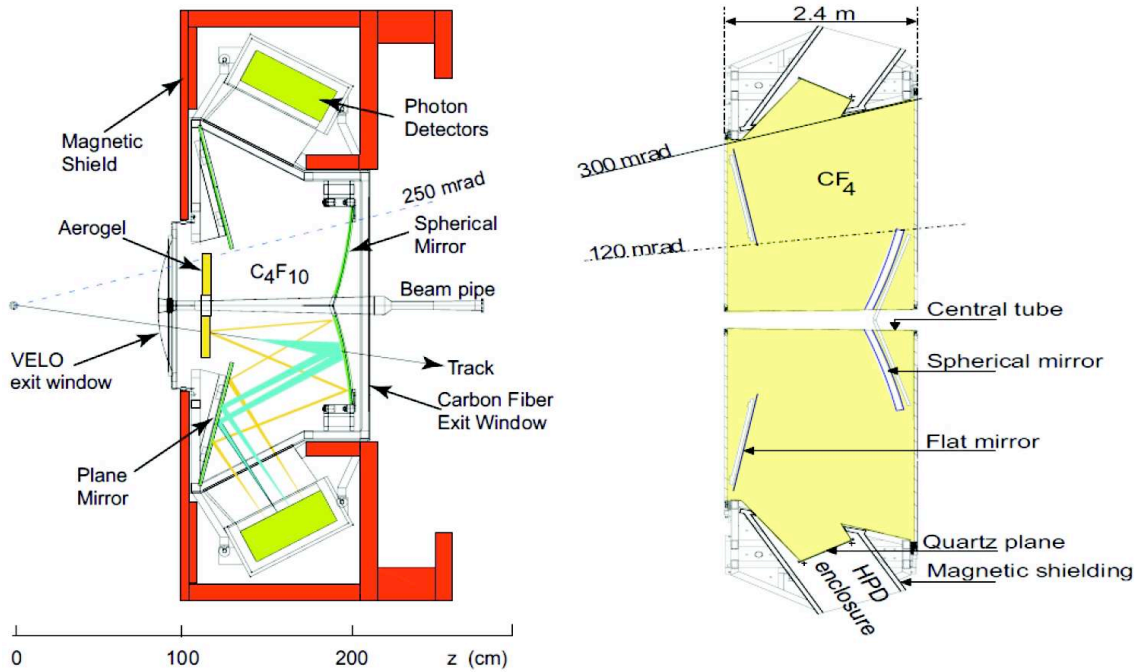 Photon
Detectors
Magnetic
Shield
250 mrad
Spherical
Mirror
Aerogel
C4F10
Beam pipe
VELO
exit window
Track
Carbon Fiber
Exit Window
Plane
Mirror
0
100
200
z (cm)
2.4 m
300 mrad
CF4
120 mrad
Central tube
Spherical mirror
Flat mirror
Quartz plane
Magnetic shielding
HPD
enclosure